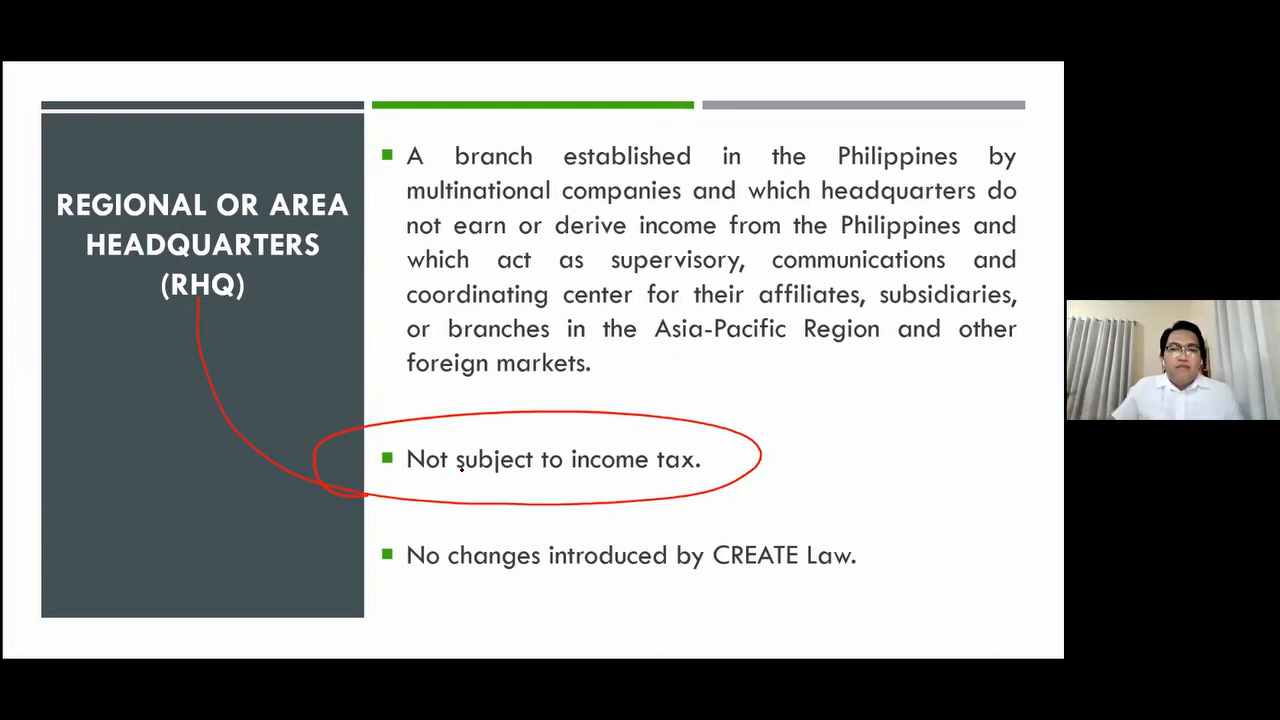 REGIONAL OR AREA
HEADQUARTERS
(RHQ)
A branch established in the Philippines by
multinational companies and which headquarters do
not earn or derive income from the Philippines and
which act as supervisory, communications and
coordinating center for their affiliates, subsidiaries,
or branches in the Asia-Pacific Region and other
foreign markets.
Not subject to income tax.
No changes introduced by CREATE Law.